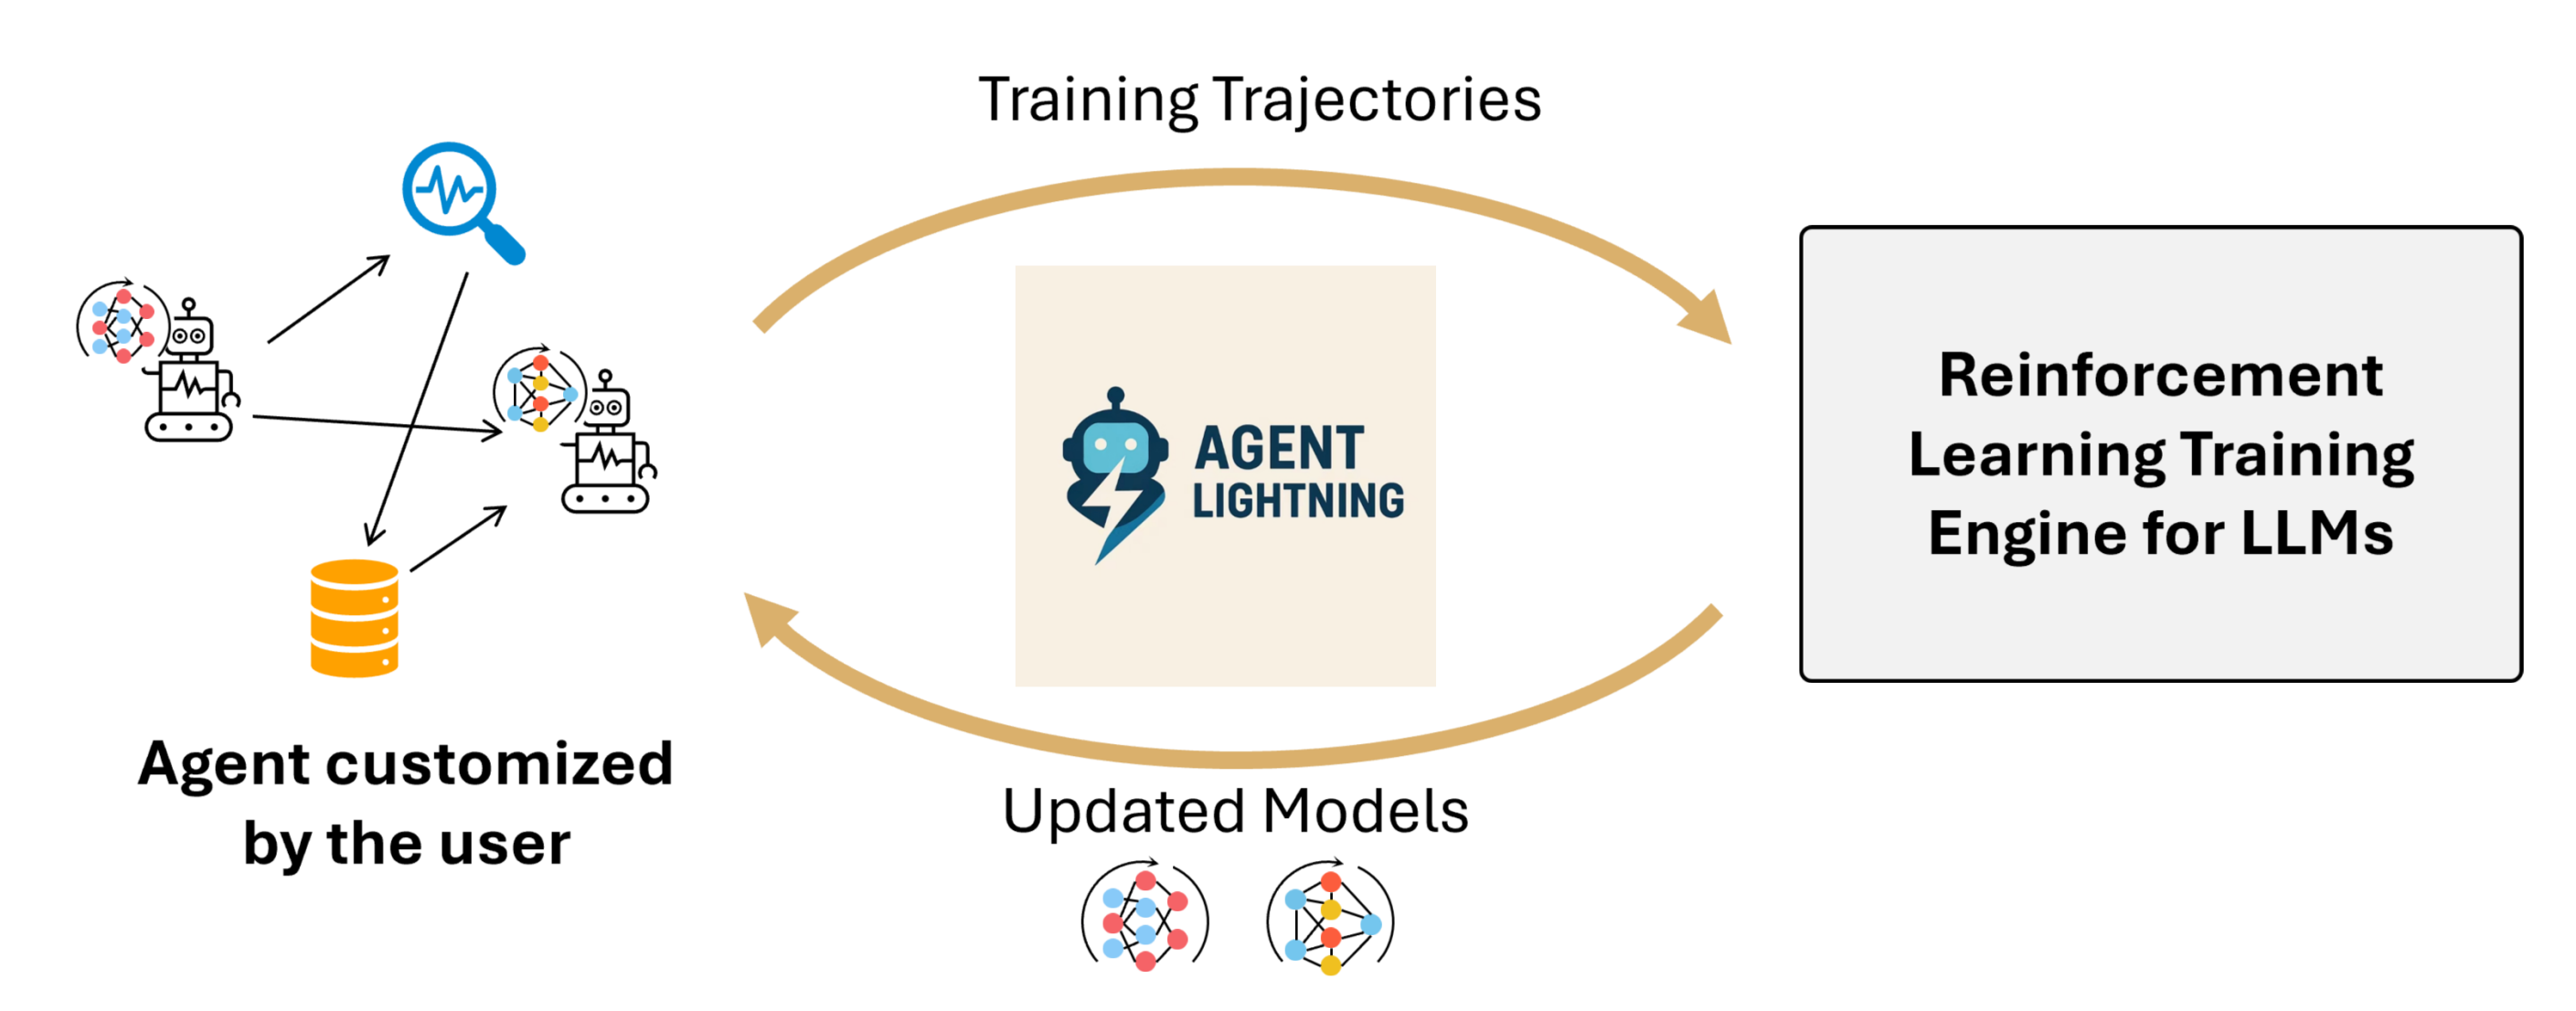 Training Trajectories
AGENT
LIGHTNING
Reinforcement
Learning Training
Engine for LLMs
Agent customized
by the user
Updated Models